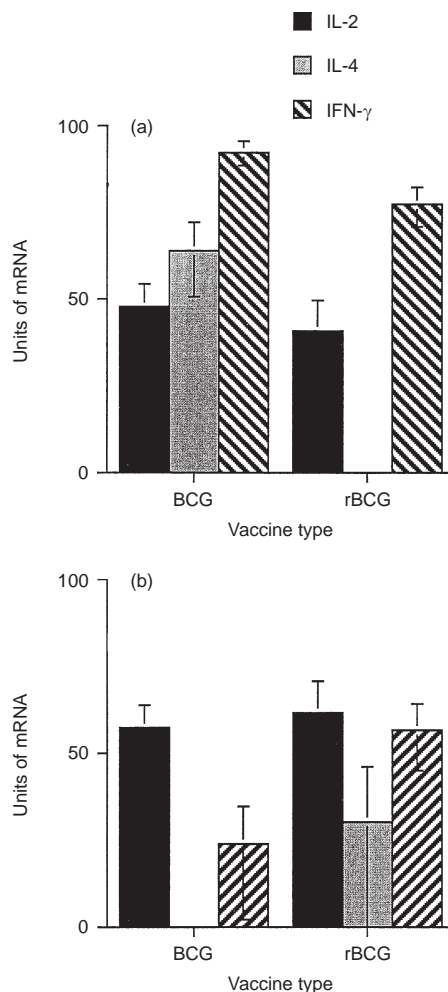 IL-2
IL-4
IFN-γ
(a)
100
50
0
Units of mRNA
BCG rBCG
Vaccine type
(b)
100
50
0
Units of mRNA
BCG rBCG
Vaccine type